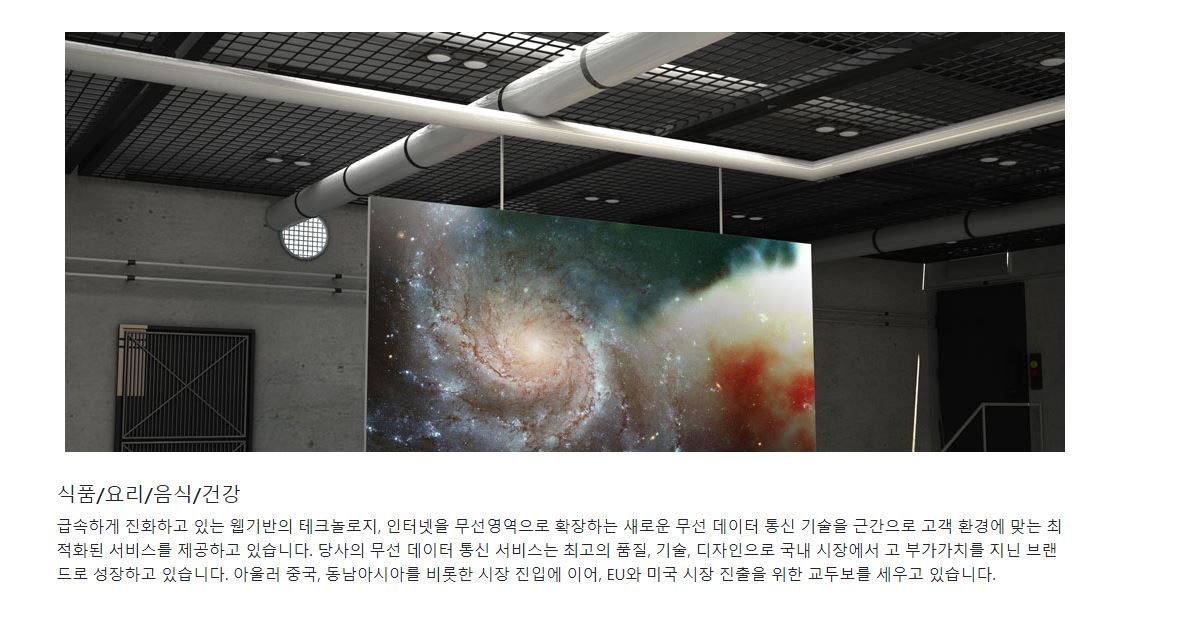 식품/요리/음식/건강
급속하게 진화하고 있는 웹기반의 테크놀로지, 인터넷을 무선영역으로 확장하는 새로운 무선 데이터 통신 기술을 근간으로 고객 환경에 맞는 최
적화된 서비스를 제공하고 있습니다. 당사의 무선 데이터 통신 서비스는 최고의 품질, 기술, 디자인으로 국내 시장에서 고 부가가치를 지닌 브랜
드로 성장하고 있습니다. 아울러 중국, 동남아시아를 비롯한 시장 진입에 이어, EU와 미국 시장 진출을 위한 교두보를 세우고 있습니다.